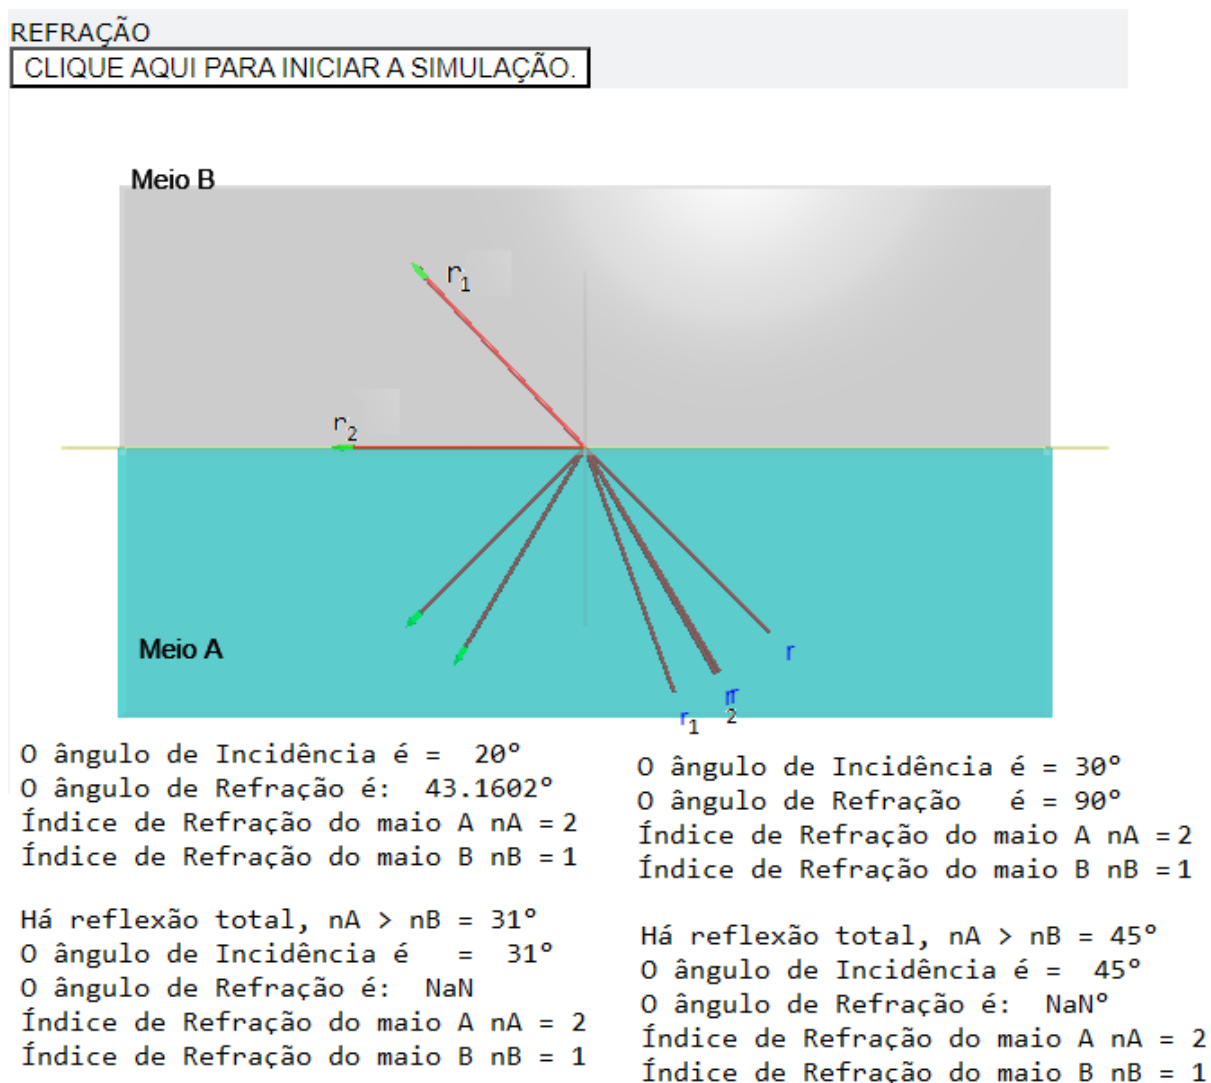 REFRAÇÃO
CLIQUE AQUI PARA INICIAR A SIMULAÇÃO.
Meio B
r1
r2
Meio A
r
r1
rr
2
O ângulo de Incidência é = 20°
O ângulo de Refração é: 43.1602°
Índice de Refração do maio A nA = 2
Índice de Refração do maio B nB = 1
O ângulo de Incidência é = 30°
O ângulo de Refração é = 90°
Índice de Refração do maio A nA = 2
Índice de Refração do maio B nB = 1
Há reflexão total, nA > nB = 31°
O ângulo de Incidência é = 31°
O ângulo de Refração é: NaN
Índice de Refração do maio A nA = 2
Índice de Refração do maio B nB = 1
Há reflexão total, nA > nB = 45°
O ângulo de Incidência é = 45°
O ângulo de Refração é: NaN°
Índice de Refração do maio A nA = 2
Índice de Refração do maio B nB = 1